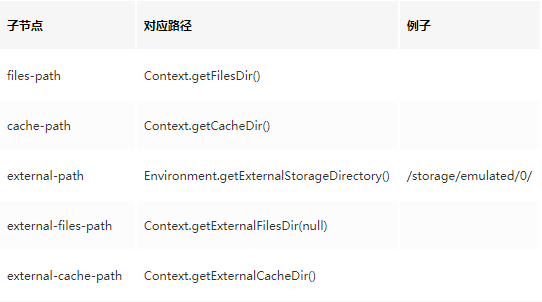 子节点 对应路径 例子
files-path Context.getFilesDir()
cache-path Context.getCacheDir()
external-path Environment.getExternalStorageDirectory() /storage/emulated/0/
external-files-path Context.getExternalFilesDir(null)
external-cache-path Context.getExternalCacheDir()